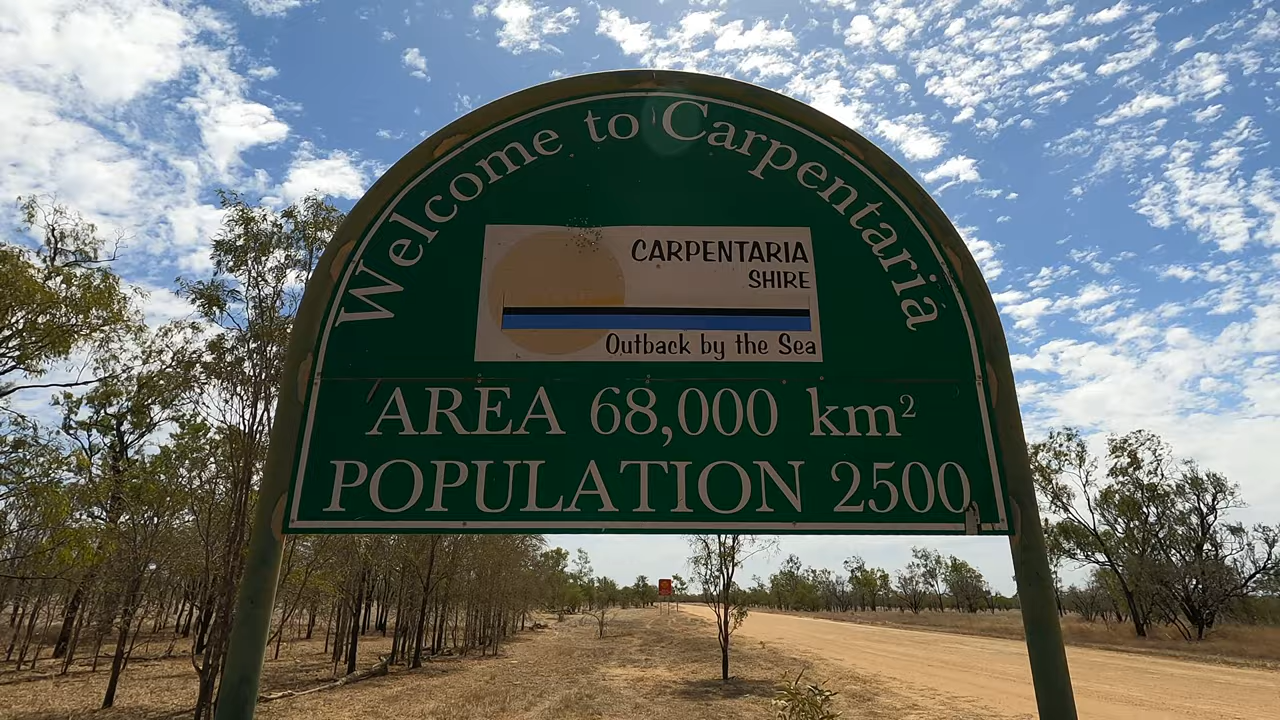 Welcome to Carpentaria
CARPENTARIA
SHIRE
Outback by the Sea
AREA 68,000 km²
POPULATION 2500